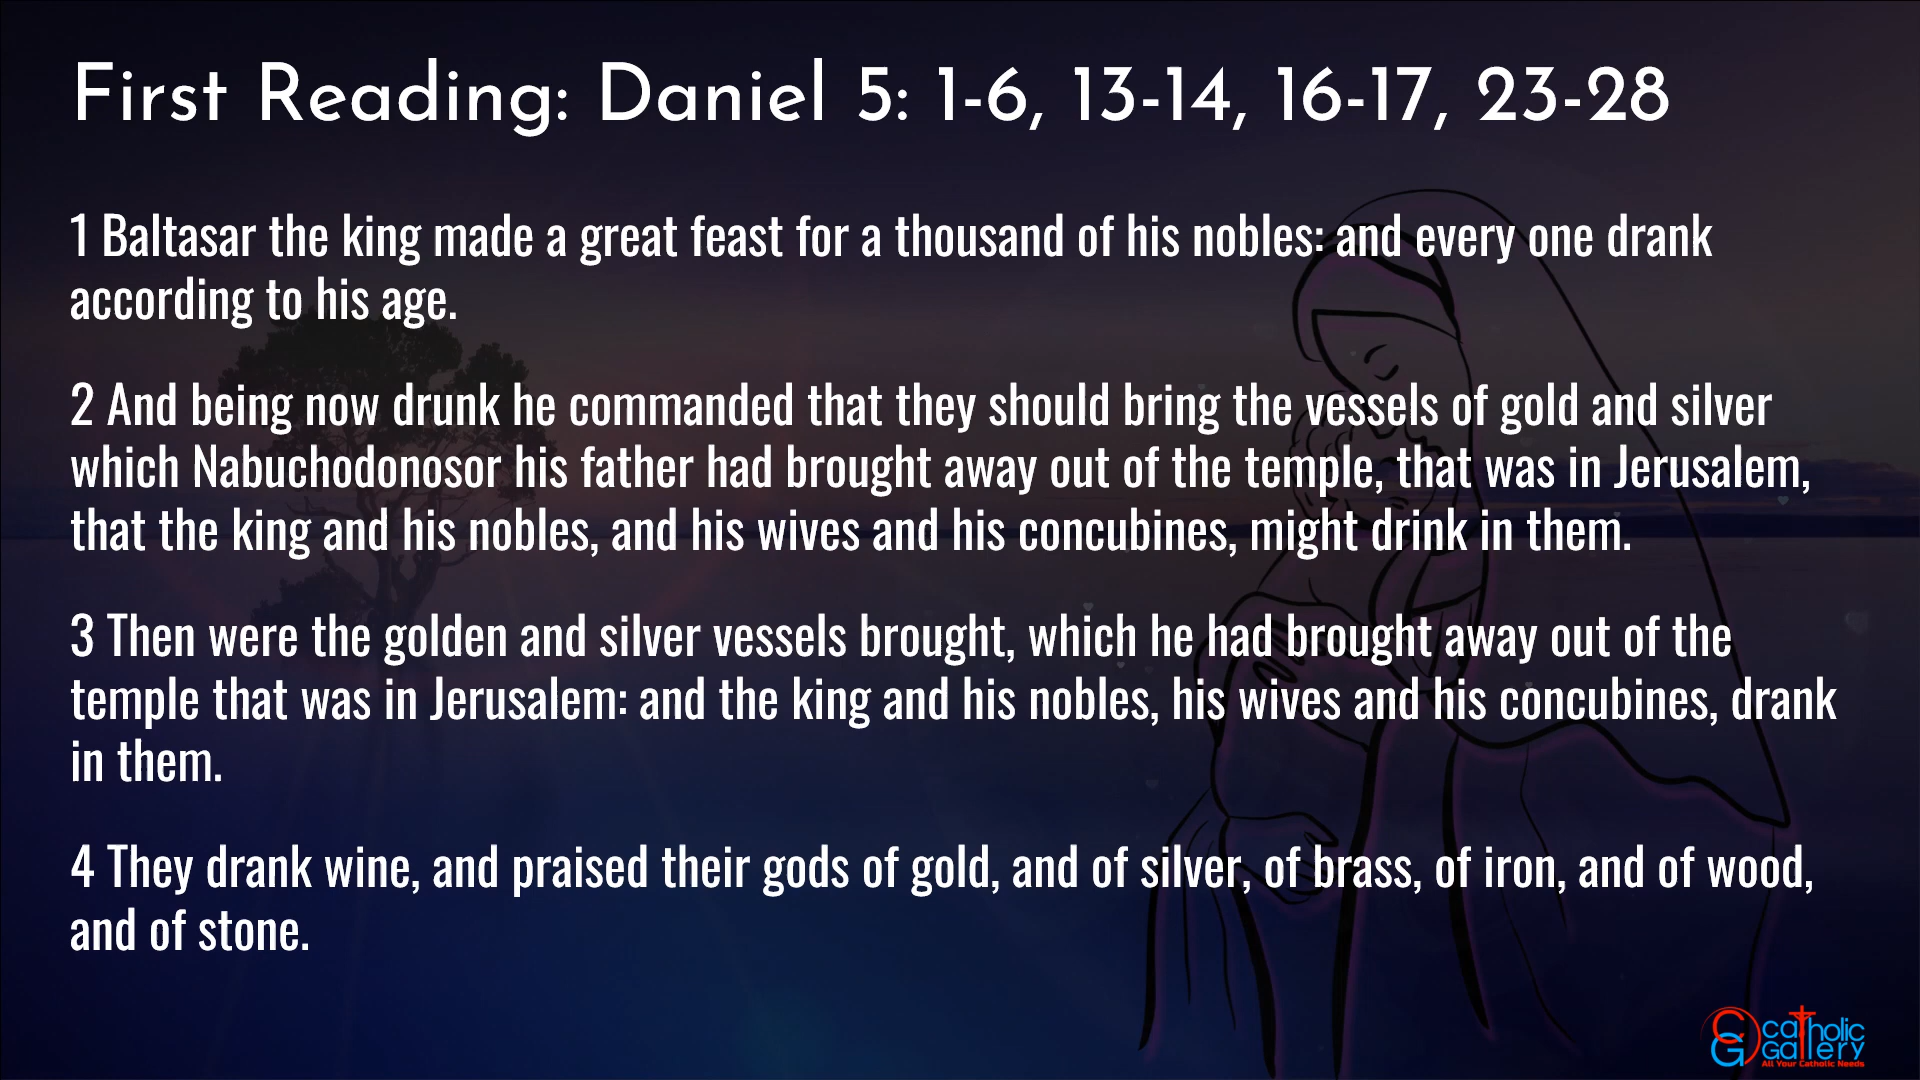 First Reading: Daniel 5: 1-6, 13-14, 16-17, 23-28
1 Baltasar the king made a great feast for a thousand of his nobles: and every one drank
according to his age.
2 And being now drunk he commanded that they should bring the vessels of gold and silver
which Nabuchodonosor his father had brought away out of the temple, that was in Jerusalem,
that the king and his nobles, and his wives and his concubines, might drink in them.
3 Then were the golden and silver vessels brought, which he had brought away out of the
temple that was in Jerusalem: and the king and his nobles, his wives and his concubines, drank
in them.
4 They drank wine, and praised their gods of gold, and of silver, of brass, of iron, and of wood,
and of stone.
CG catholic
Gallery
All Your Catholic Needs